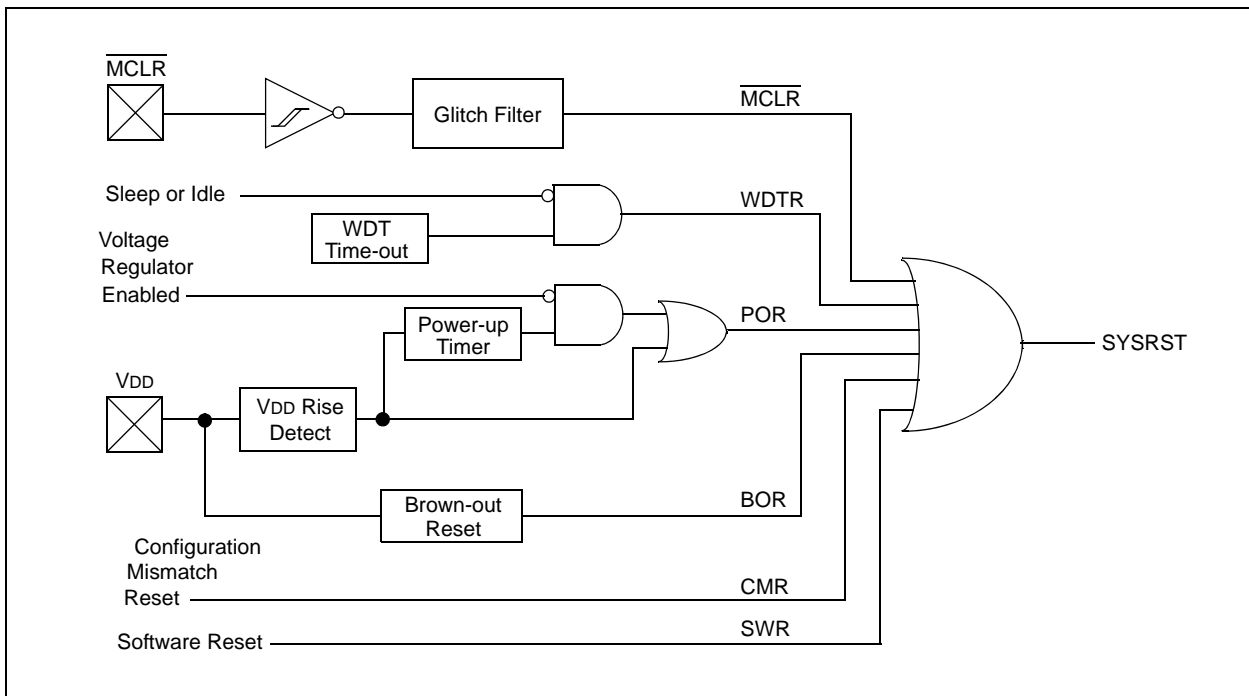 MCLR
Glitch Filter
MCLR
Sleep or Idle
WDT
Time-out
WDTR
Voltage
Regulator
Enabled
Power-up
Timer
POR
SYSRST
VDD
VDD Rise
Detect
Brown-out
Reset
BOR
Configuration
Mismatch
Reset
CMR
Software Reset
SWR